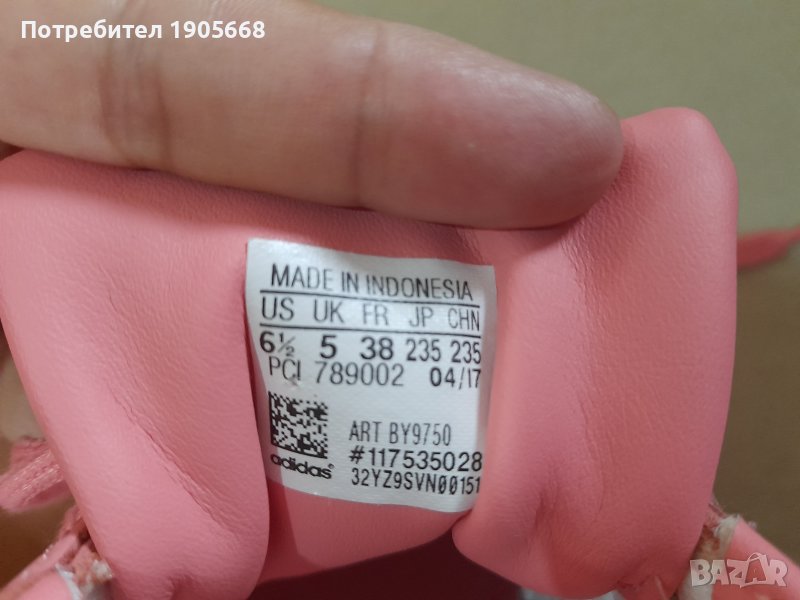 Потребител 1905668
MADE IN INDONESIA
US UK FR JP CHN
6½ 5 38 235 235
PCI 789002 04/17
ART BY9750
#117535028
adidas®
32YZ9SVN00151
BAZAR